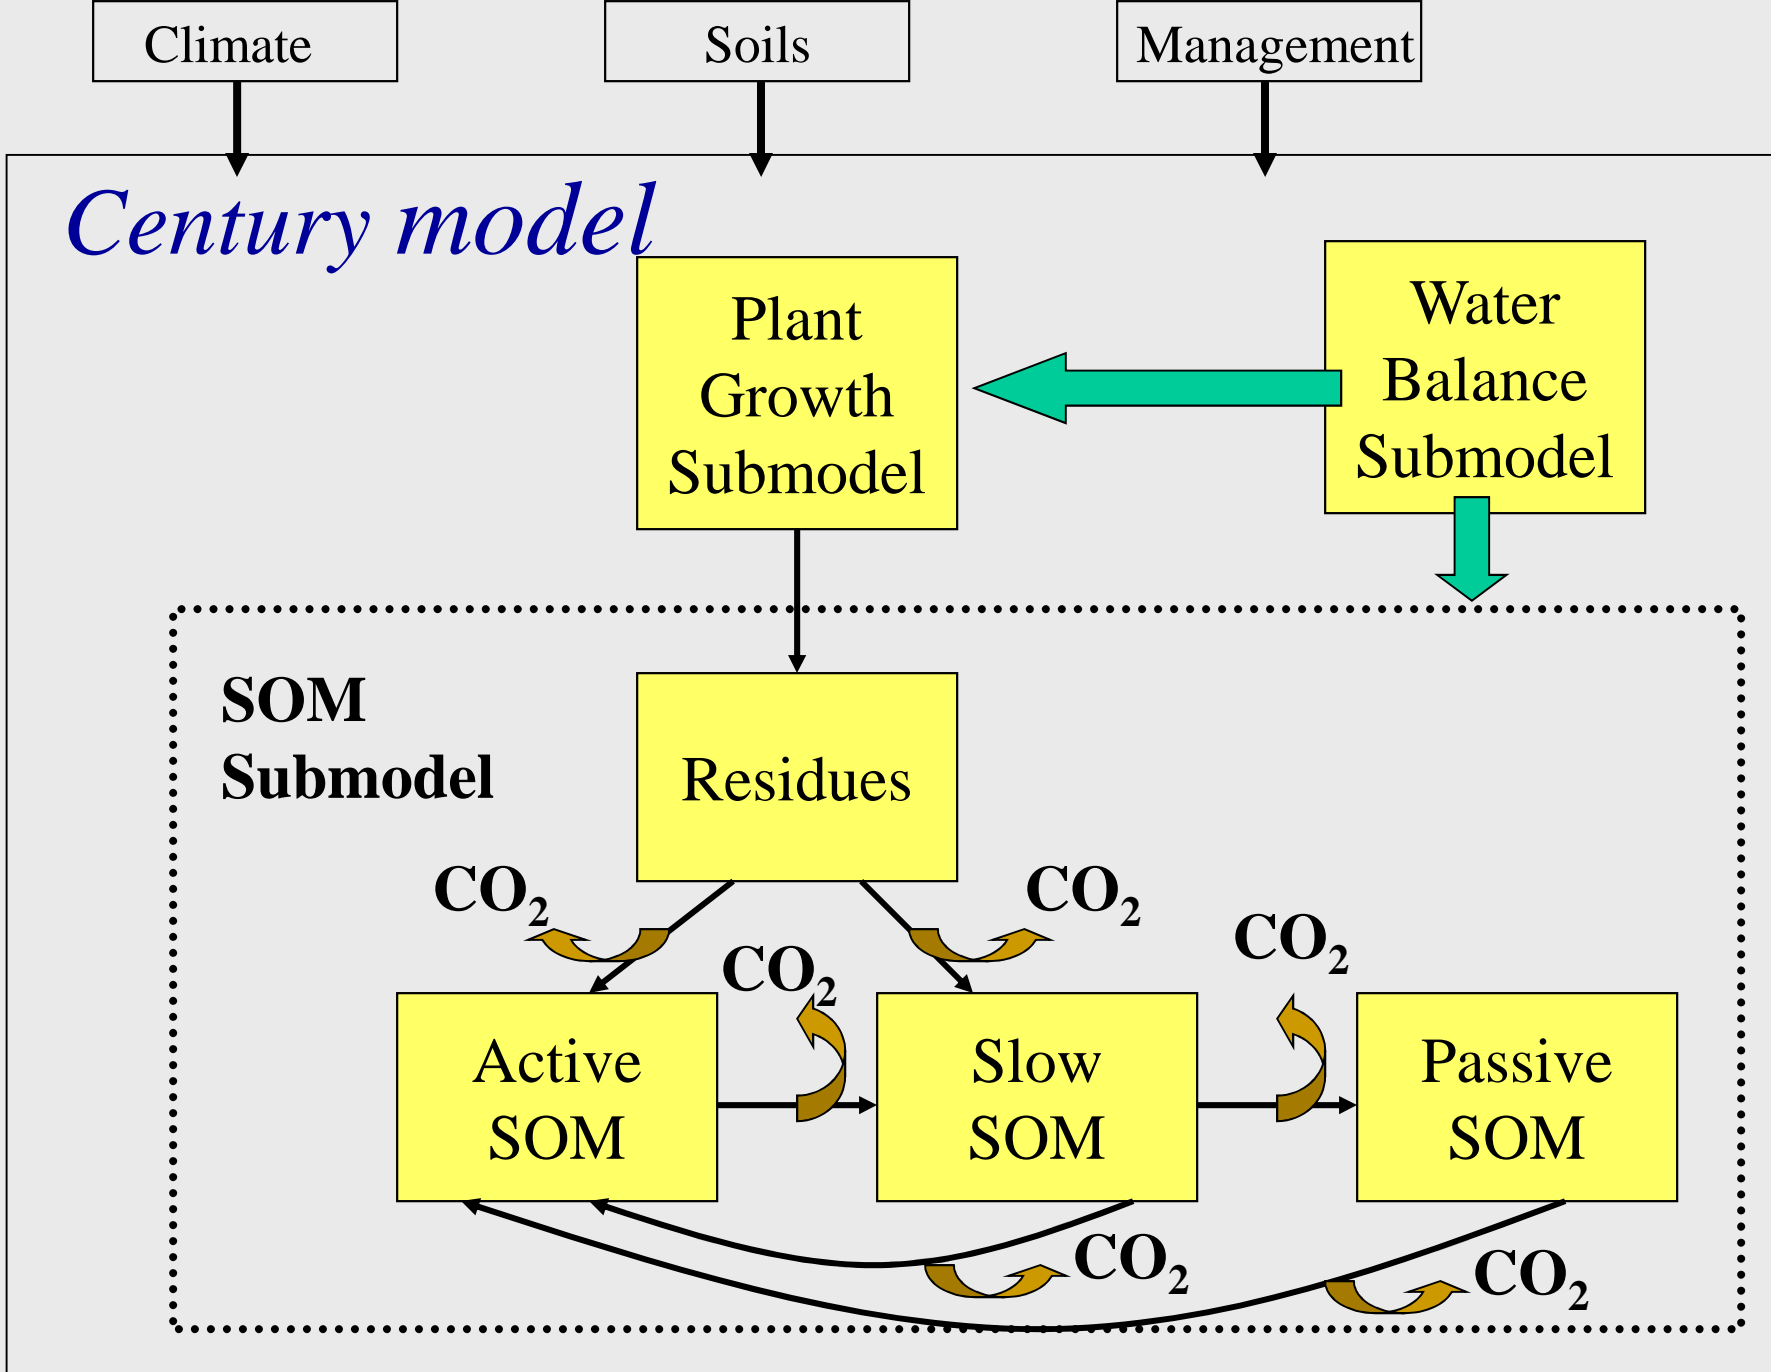 Climate
Soils
Management
Century model
Plant
Growth
Submodel
Water
Balance
Submodel
SOM
Submodel
Residues
CO₂
CO₂
CO₂
CO₂
Active
SOM
Slow
SOM
Passive
SOM
CO₂
CO₂